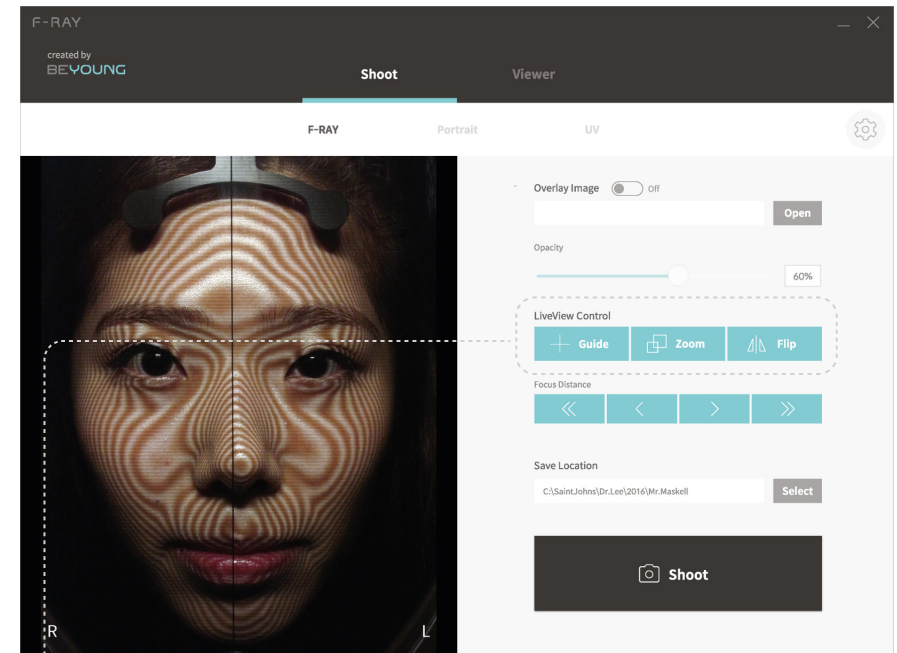 F-RAY
created by
BEYOUNG
Shoot Viewer
F-RAY Portrait UV
Overlay Image Off
Open
Opacity
60%
LiveView Control
Guide Zoom Flip
Focus Distance
Save Location
C:\SaintJohns\Dr.Lee\2016\Mr.Maskell Select
Shoot
R L